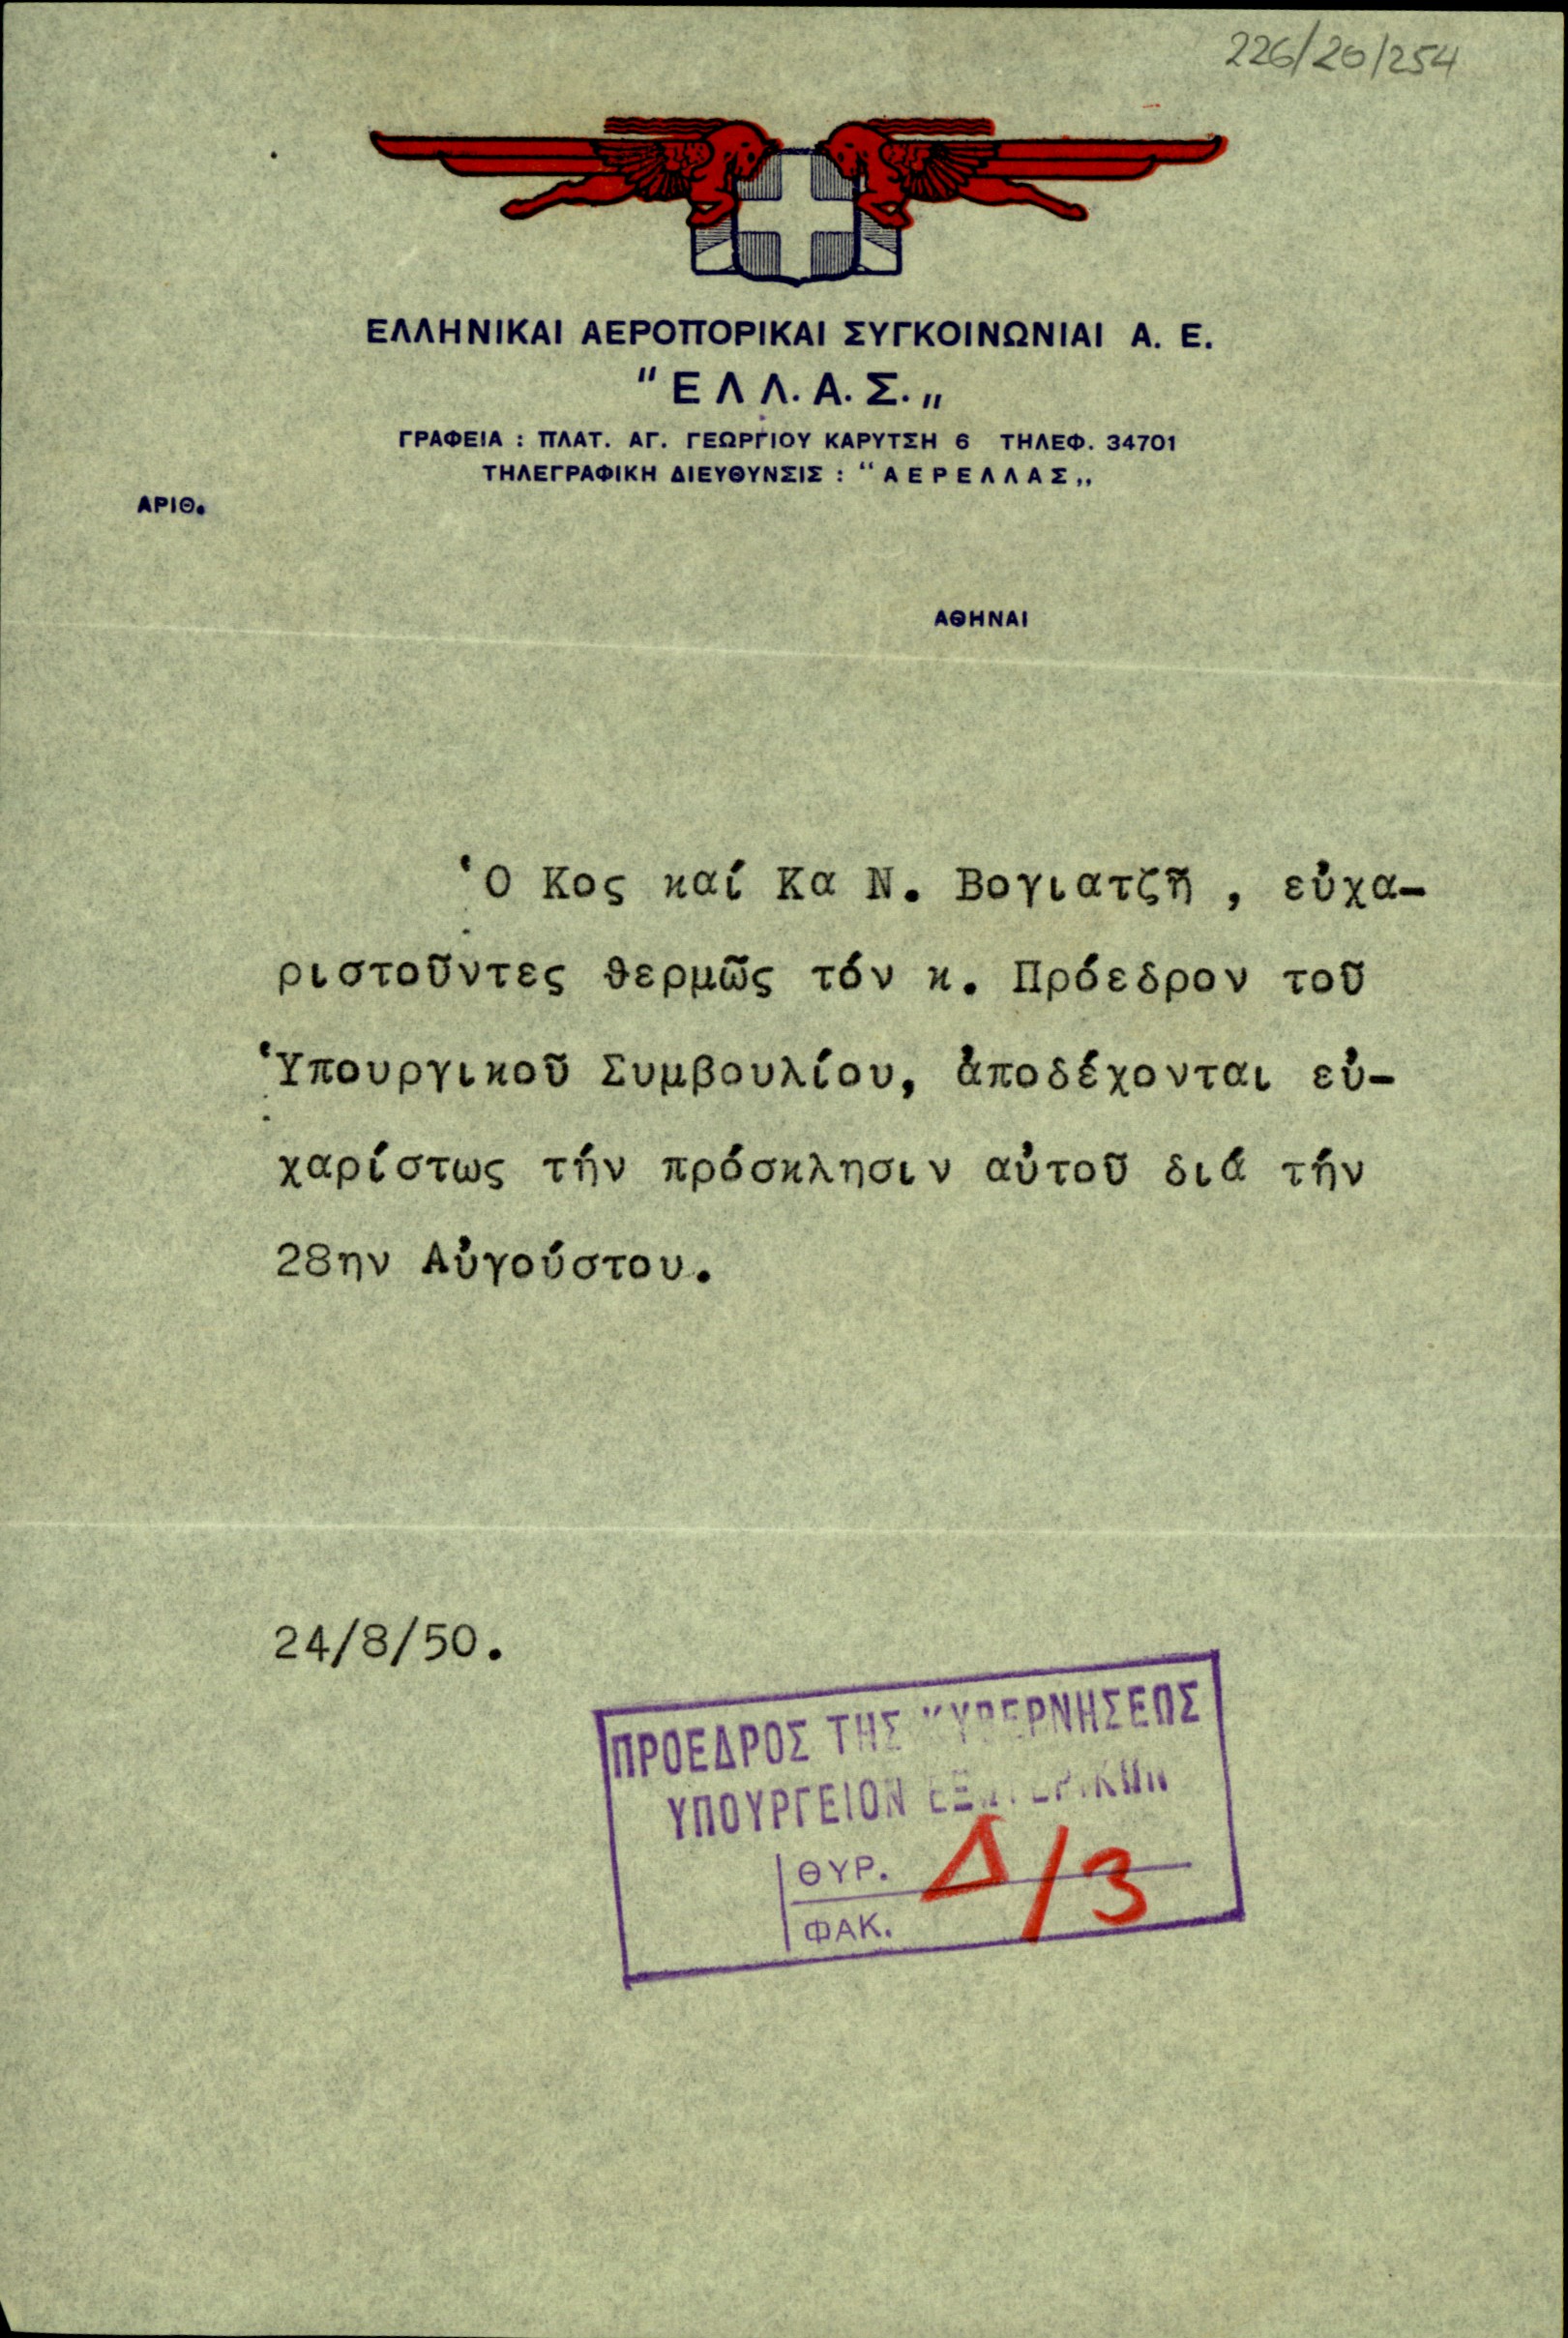 226/20/254
ΕΛΛΗΝΙΚΑΙ ΑΕΡΟΠΟΡΙΚΑΙ ΣΥΓΚΟΙΝΩΝΙΑΙ Α. Ε.
"Ε Λ Λ. Α. Σ.„
ΓΡΑΦΕΙΑ : ΠΛΑΤ. ΑΓ. ΓΕΩΡΓΙΟΥ ΚΑΡΥΤΣΗ 6 ΤΗΛΕΦ. 34701
ΤΗΛΕΓΡΑΦΙΚΗ ΔΙΕΥΘΥΝΣΙΣ : "Α Ε Ρ Ε Λ Λ Α Σ„
ΑΡΙΘ.
ΑΘΗΝΑΙ
Ὁ Κος καί Κα Ν. Βογιατζῆ , εὐχα-
ριστοῦντες θερμῶς τόν κ. Πρόεδρον τοῦ
Ὑπουργικοῦ Συμβουλίου, ἀποδέχονται εὐ-
χαρίστως τήν πρόσκλησιν αὐτοῦ διά τήν
28ην Αὐγούστου.
24/8/50.
ΠΡΟΕΔΡΟΣ ΤΗΣ ΚΥΒΕΡΝΗΣΕΩΣ
ΥΠΟΥΡΓΕΙΟΝ ΕΞΩΤΕΡΙΚΩΝ
ΘΥΡ. Δ/3
ΦΑΚ.